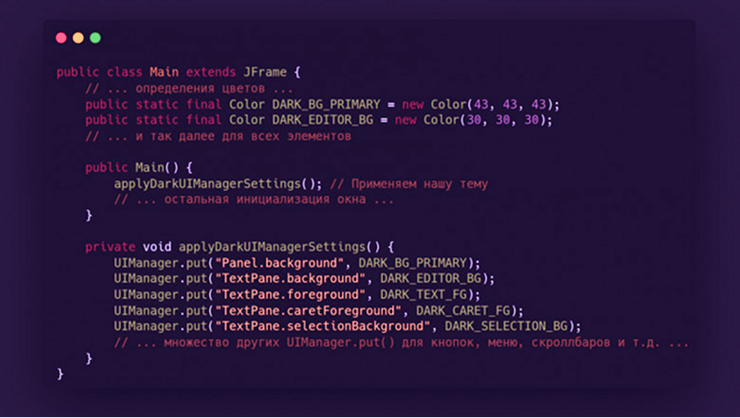 public class Main extends JFrame {
// ... определения цветов ...
public static final Color DARK_BG_PRIMARY = new Color(43, 43, 43);
public static final Color DARK_EDITOR_BG = new Color(30, 30, 30);
// ... и так далее для всех элементов
public Main() {
applyDarkUIManagerSettings(); // Применяем нашу тему
// ... остальная инициализация окна ...
}
private void applyDarkUIManagerSettings() {
UIManager.put("Panel.background", DARK_BG_PRIMARY);
UIManager.put("TextPane.background", DARK_EDITOR_BG);
UIManager.put("TextPane.foreground", DARK_TEXT_FG);
UIManager.put("TextPane.caretForeground", DARK_CARET_FG);
UIManager.put("TextPane.selectionBackground", DARK_SELECTION_BG);
// ... множество других UIManager.put() для кнопок, меню, скроллбаров и т.д. ...
}
}